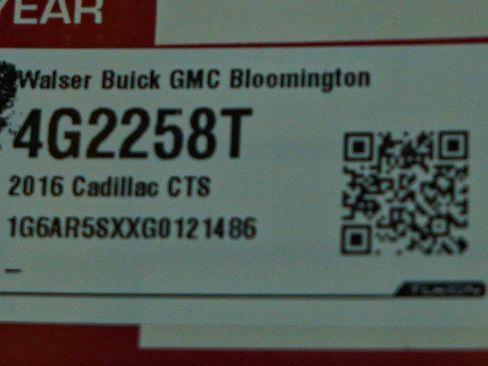 YEAR
Walser Buick GMC Bloomington
4G2258T
2016 Cadillac CTS
1G6AR5SXXG0121486